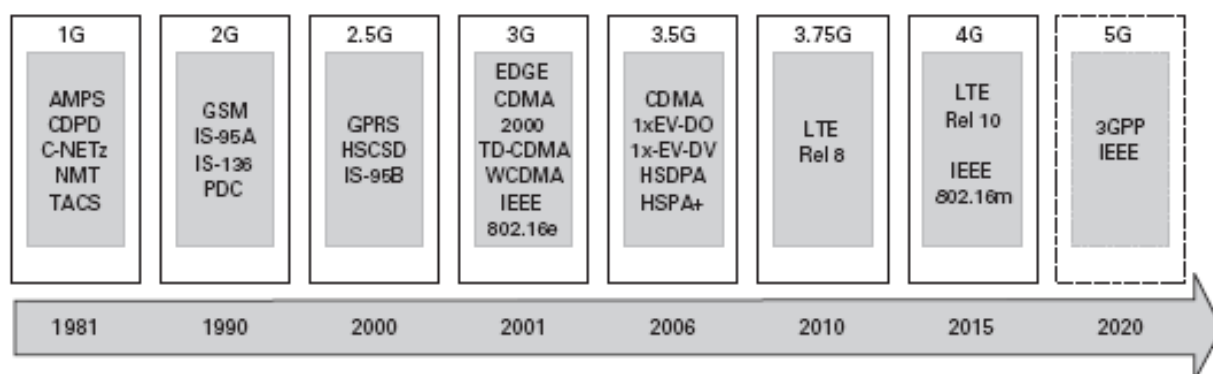 1G
AMPS
CDPD
C-NETz
NMT
TACS
2G
GSM
IS-95A
IS-136
PDC
2.5G
GPRS
HSCSD
IS-95B
3G
EDGE
CDMA
2000
TD-CDMA
WCDMA
IEEE
802.16e
3.5G
CDMA
1xEV-DO
1x-EV-DV
HSDPA
HSPA+
3.75G
LTE
Rel 8
4G
LTE
Rel 10
IEEE
802.16m
5G
3GPP
IEEE
1981
1990
2000
2001
2006
2010
2015
2020